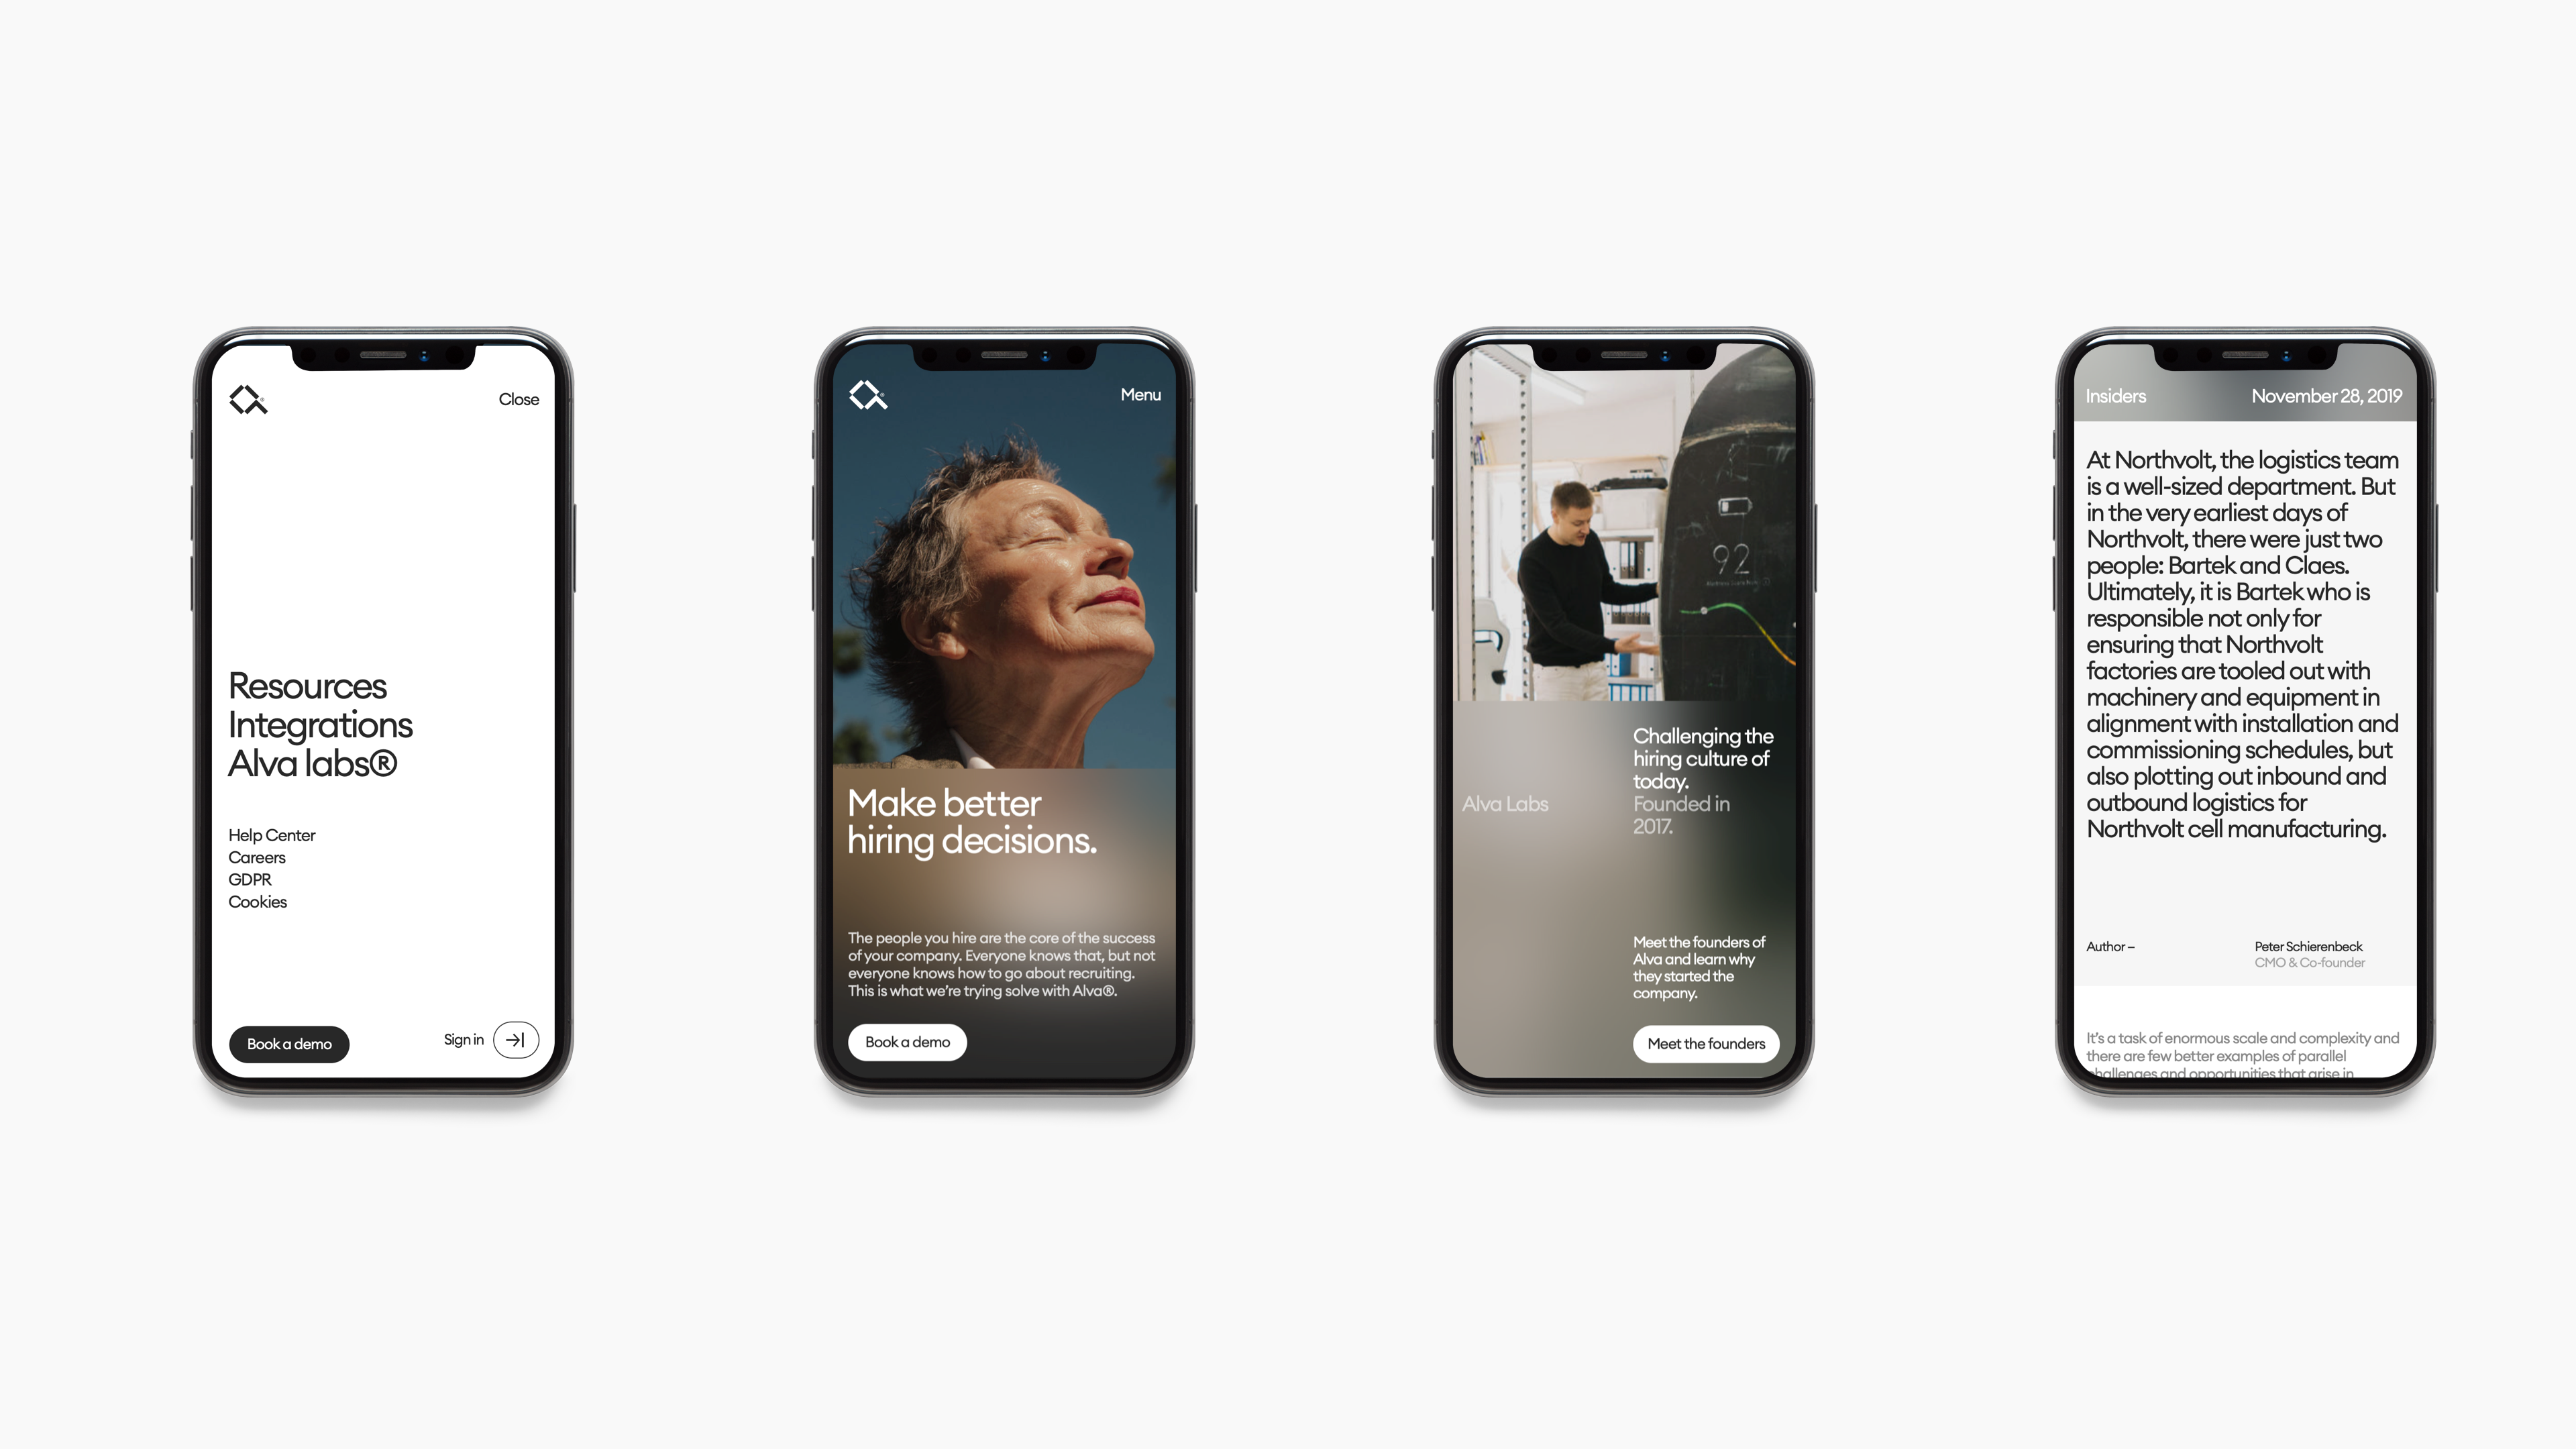 Close
Resources
Integrations
Alva labs®
Help Center
Careers
GDPR
Cookies
Book a demo
Sign in
Menu
Make better
hiring decisions.
The people you hire are the core of the success
of your company. Everyone knows that, but not
everyone knows how to go about recruiting.
This is what we're trying solve with Alva®.
Book a demo
92
Challenging the
hiring culture of
today.
Alva Labs
Founded in
2017.
Meet the founders of
Alva and learn why
they started the
company.
Meet the founders
Insiders
November 28, 2019
At Northvolt, the logistics team
is a well-sized department. But
in the very earliest days of
Northvolt, there were just two
people: Bartek and Claes.
Ultimately, it is Bartek who is
responsible not only for
ensuring that Northvolt
factories are tooled out with
machinery and equipment in
alignment with installation and
commissioning schedules, but
also plotting out inbound and
outbound logistics for
Northvolt cell manufacturing.
Author –
Peter Schierenbeck
CMO & Co-founder
It's a task of enormous scale and complexity and
there are few better examples of parallel
challenges and opportunities that arise in